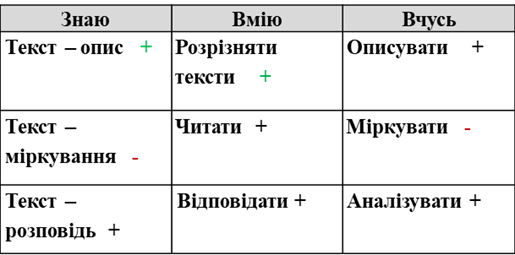 Знаю Вмію Вчусь
Текст – опис + Розрізняти Описувати +
тексти +
Текст – Читати + Міркувати -
міркування -
Текст – Відповідати + Аналізувати +
розповідь +